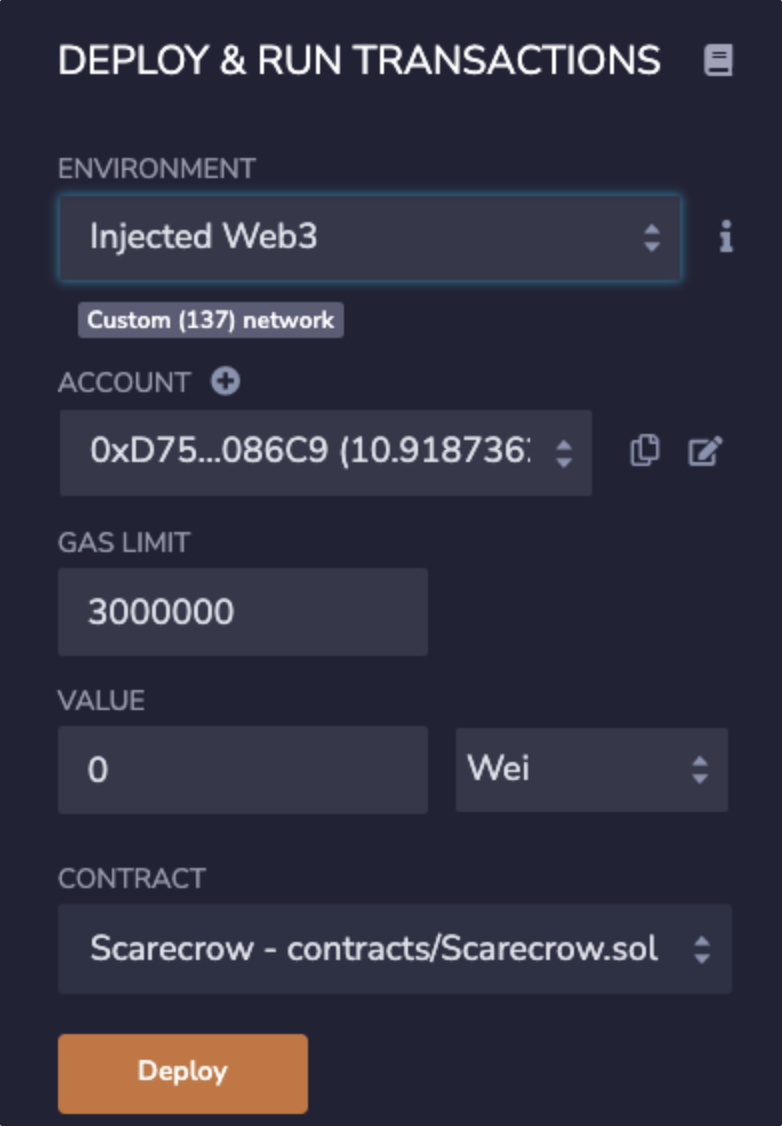 DEPLOY & RUN TRANSACTIONS
ENVIRONMENT
Injected Web3
Custom (137) network
ACCOUNT
0xD75...086C9 (10.918736
GAS LIMIT
3000000
VALUE
0
Wei
CONTRACT
Scarecrow - contracts/Scarecrow.sol
Deploy